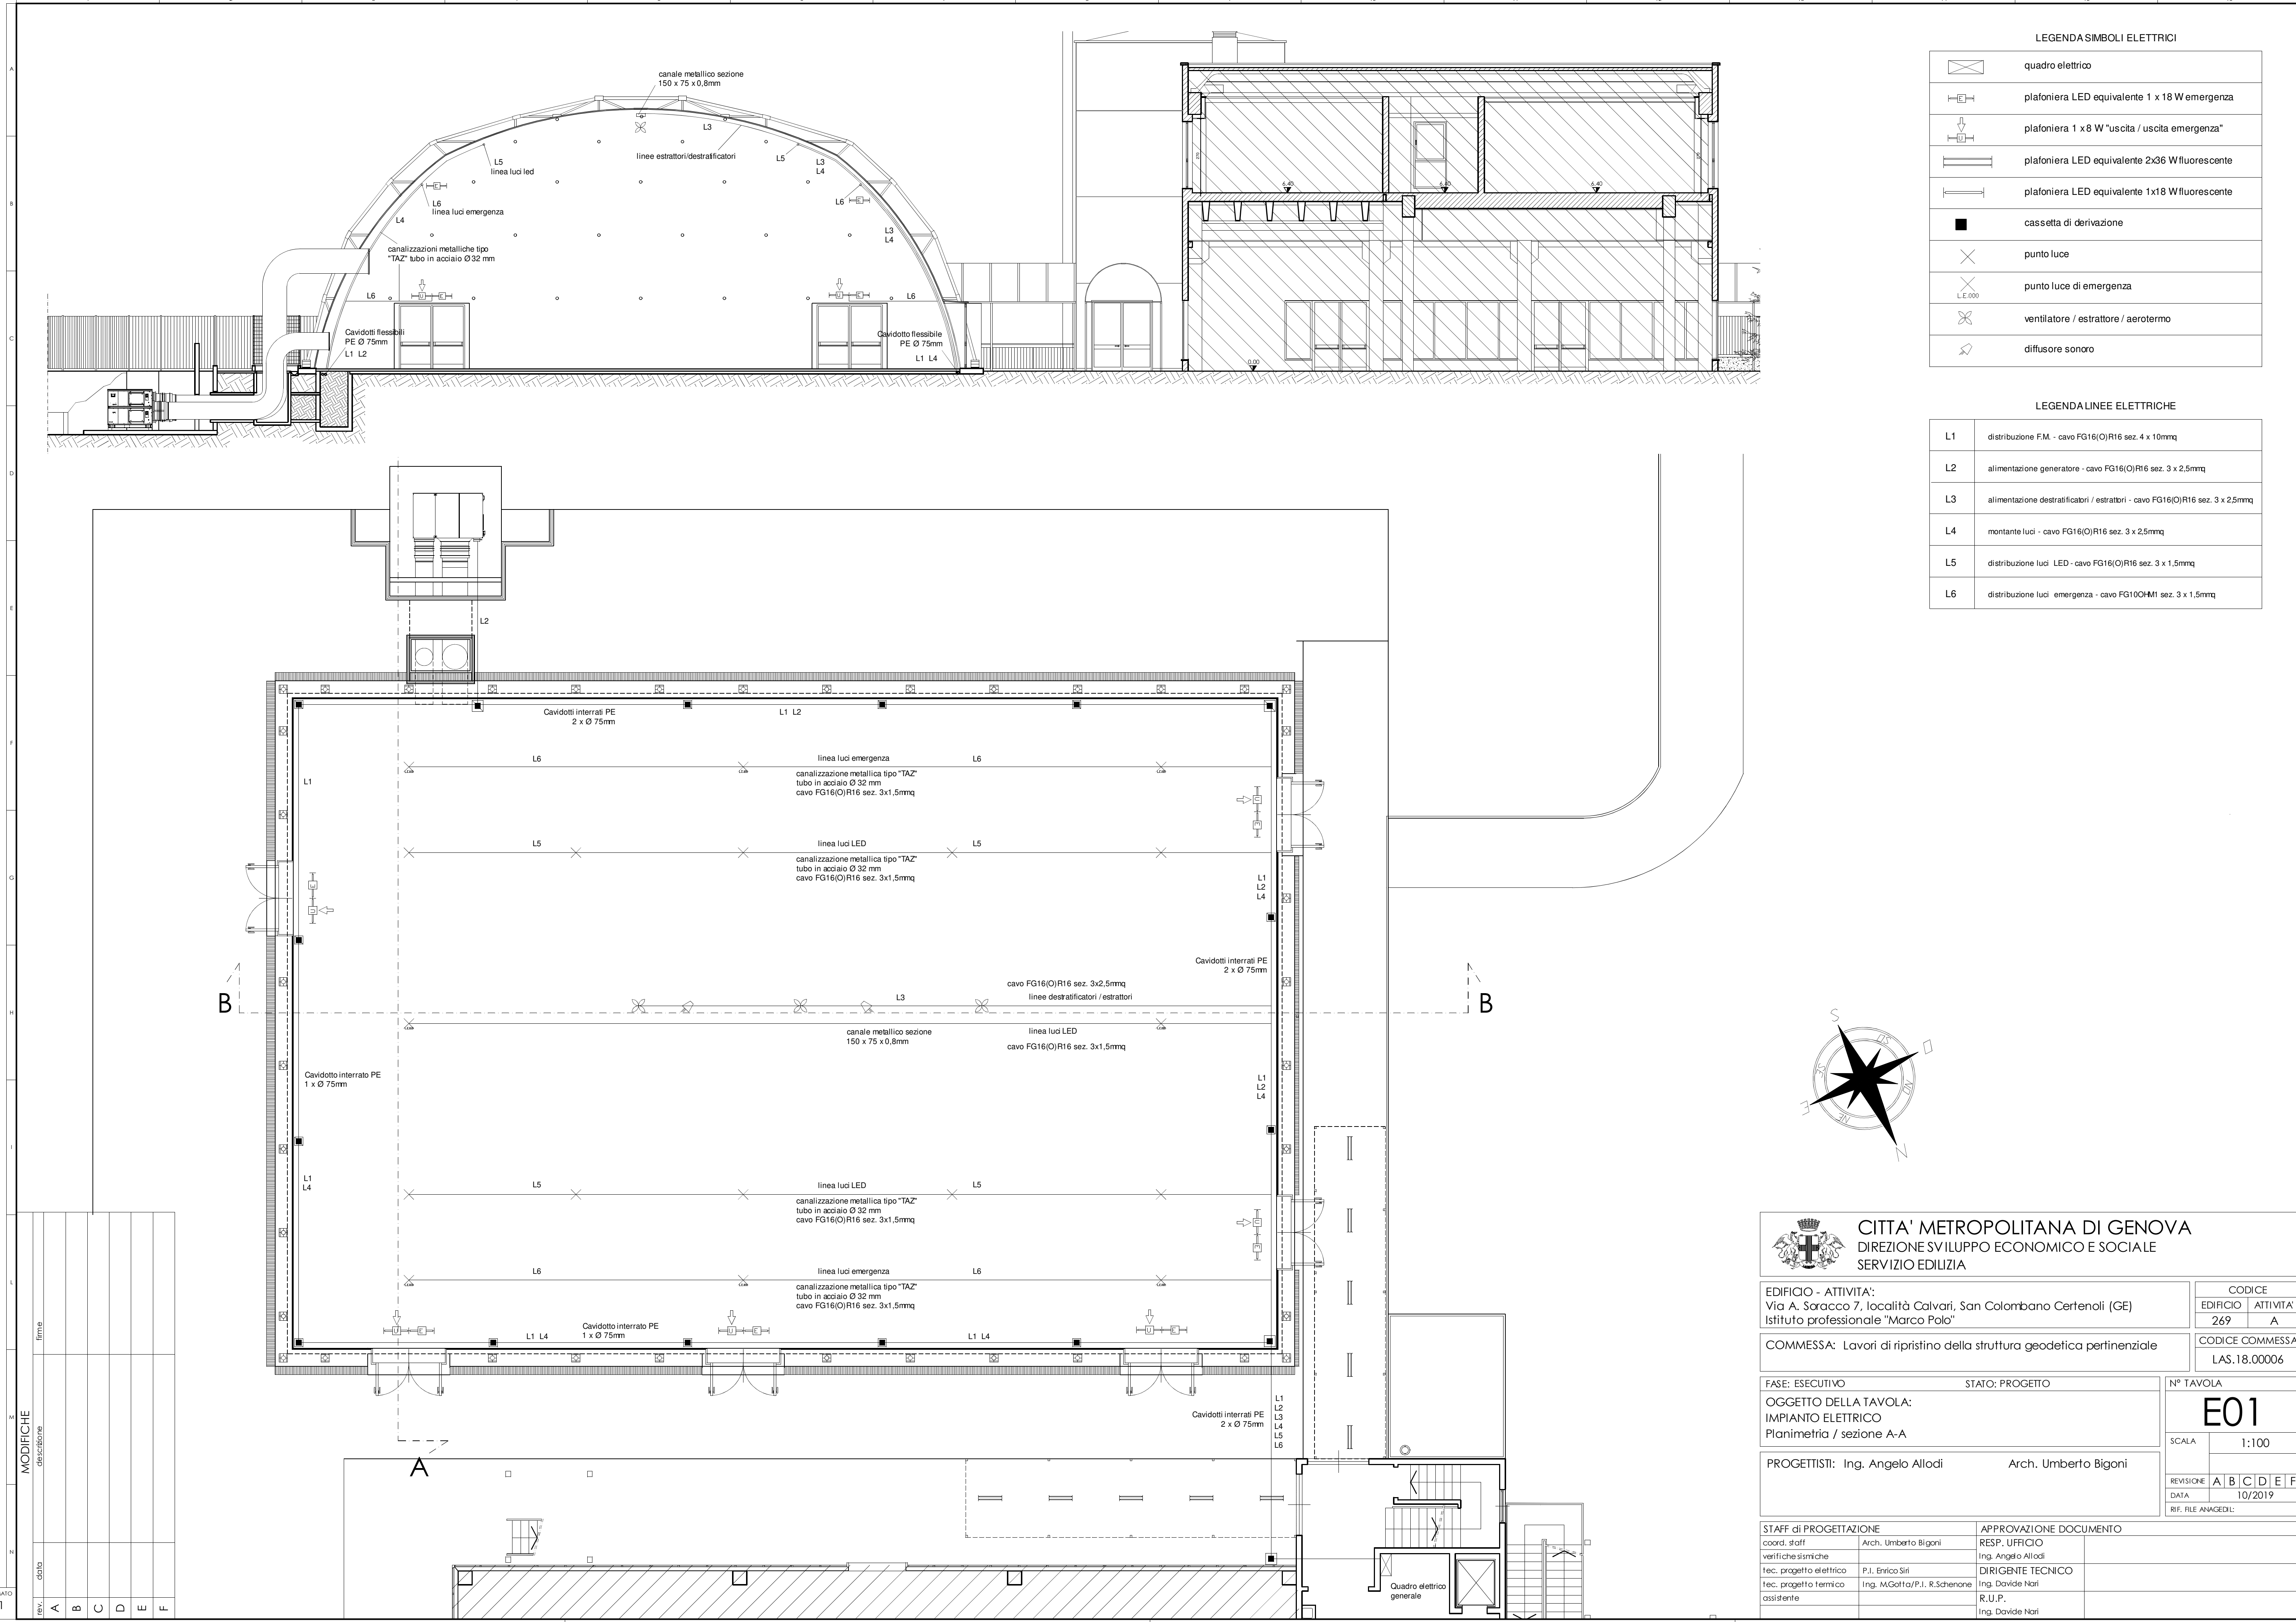 canale metallico sezione
150 x 75 x 0,8mm
L3
linee estrattori/destratificatori
L5
linea luci led
L5
L3
L4
E
L6
linea luci emergenza
L6
E
L4
L3
L4
canalizzazioni metalliche tipo
"TAZ" tubo in acciaio Ø 32 mm
L6
U E
U E
L6
Cavidotti flessibili
PE Ø 75mm
L1 L2
Cavidotto flessibile
PE Ø 75mm
L1 L4
6.40
6.40
6.40
0.00
LEGENDA SIMBOLI ELETTRICI
quadro elettrico
E
plafoniera LED equivalente 1 x 18 W emergenza
U
plafoniera 1 x 8 W "uscita / uscita emergenza"
plafoniera LED equivalente 2x36 W fluorescente
plafoniera LED equivalente 1x18 W fluorescente
cassetta di derivazione
punto luce
L.E.000
punto luce di emergenza
ventilatore / estrattore / aerotermo
diffusore sonoro
LEGENDA LINEE ELETTRICHE
L1 distribuzione F.M. - cavo FG16(O)R16 sez. 4 x 10mmq
L2 alimentazione generatore - cavo FG16(O)R16 sez. 3 x 2,5mmq
L3 alimentazione destratificatori / estrattori - cavo FG16(O)R16 sez. 3 x 2,5mmq
L4 montante luci - cavo FG16(O)R16 sez. 3 x 2,5mmq
L5 distribuzione luci LED - cavo FG16(O)R16 sez. 3 x 1,5mmq
L6 distribuzione luci emergenza - cavo FG10OHM1 sez. 3 x 1,5mmq
L2
Cavidotti interrati PE
2 x Ø 75mm
L1 L2
L1
L6
linea luci emergenza
L6
canalizzazione metallica tipo "TAZ"
tubo in acciaio Ø 32 mm
cavo FG16(O)R16 sez. 3x1,5mmq
U
E
L5
linea luci LED
L5
canalizzazione metallica tipo "TAZ"
tubo in acciaio Ø 32 mm
cavo FG16(O)R16 sez. 3x1,5mmq
E
U
L1
L2
L4
Cavidotti interrati PE
2 x Ø 75mm
B
cavo FG16(O)R16 sez. 3x2,5mmq
L3
linee destratificatori / estrattori
B
canale metallico sezione
150 x 75 x 0,8mm
linea luci LED
cavo FG16(O)R16 sez. 3x1,5mmq
Cavidotto interrato PE
1 x Ø 75mm
L1
L2
L4
S
SO
O
NO
N
NE
E
SE
L1
L4
L5
linea luci LED
L5
canalizzazione metallica tipo "TAZ"
tubo in acciaio Ø 32 mm
cavo FG16(O)R16 sez. 3x1,5mmq
U
E
L6
linea luci emergenza
L6
canalizzazione metallica tipo "TAZ"
tubo in acciaio Ø 32 mm
cavo FG16(O)R16 sez. 3x1,5mmq
U E
L1 L4
Cavidotto interrato PE
1 x Ø 75mm
U E
L1 L4
U E
Cavidotti interrati PE
2 x Ø 75mm
L1
L2
L3
L4
L5
L6
A
Quadro elettrico
generale
MODIFICHE
firme
descrizione
data
rev.
A
B
C
D
E
F
CITTA' METROPOLITANA DI GENOVA
DIREZIONE SVILUPPO ECONOMICO E SOCIALE
SERVIZIO EDILIZIA
EDIFICIO - ATTIVITA':
Via A. Soracco 7, località Calvari, San Colombano Certenoli (GE)
Istituto professionale "Marco Polo"
CODICE
EDIFICIO ATTIVITA'
269 A
COMMESSA: Lavori di ripristino della struttura geodetica pertinenziale
CODICE COMMESSA
LAS.18.00006
FASE: ESECUTIVO STATO: PROGETTO
OGGETTO DELLA TAVOLA:
IMPIANTO ELETTRICO
Planimetria / sezione A-A
N° TAVOLA
E01
SCALA 1:100
PROGETTISTI: Ing. Angelo Allodi Arch. Umberto Bigoni
REVISIONE A B C D E F
DATA 10/2019
RIF. FILE ANAGEDIL:
STAFF di PROGETTAZIONE
coord. staff Arch. Umberto Bigoni
verifiche sismiche
tec. progetto elettrico P.I. Enrico Siri
tec. progetto termico Ing. M.Gotta/P.I. R.Schenone
assistente
APPROVAZIONE DOCUMENTO
RESP. UFFICIO
Ing. Angelo Allodi
DIRIGENTE TECNICO
Ing. Davide Nari
R.U.P.
Ing. Davide Nari